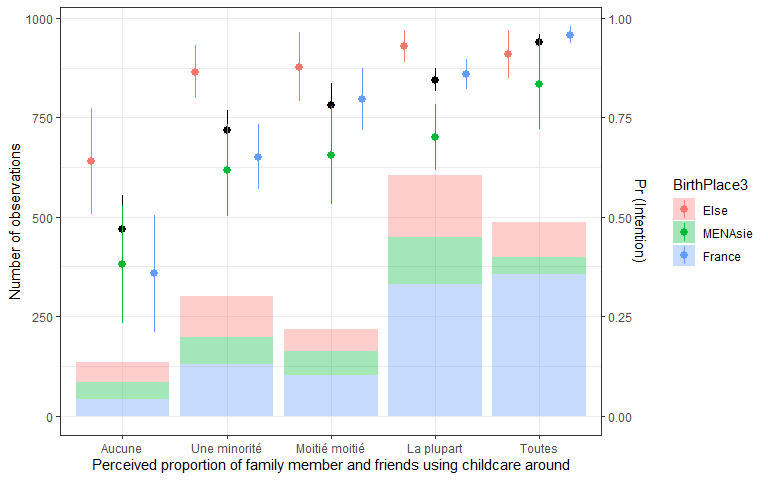 1000
750
500
250
0
Number of observations
1.00
0.75
0.50
0.25
0.00
Pr (Intention)
Aucune
Une minorité
Moitié moitié
La plupart
Toutes
Perceived proportion of family member and friends using childcare around
BirthPlace3
Else
MENAsie
France